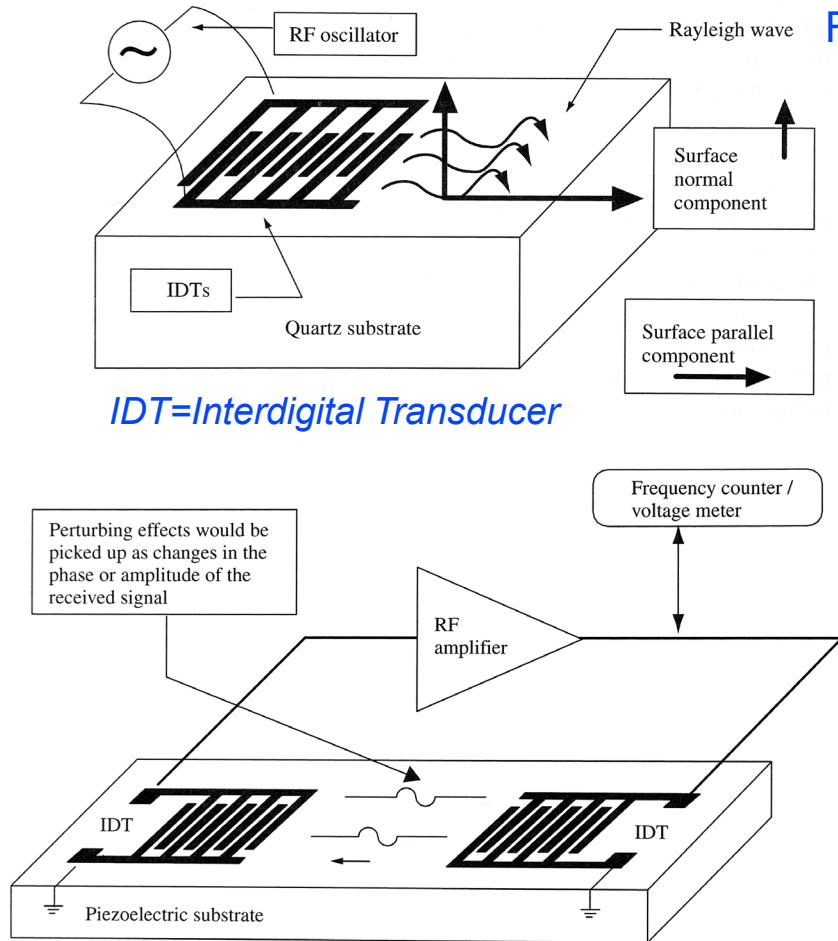 RF oscillator
Rayleigh wave
Surface
normal
component
IDTs
Quartz substrate
Surface parallel
component
IDT=Interdigital Transducer
Frequency counter /
voltage meter
Perturbing effects would be
picked up as changes in the
phase or amplitude of the
received signal
RF
amplifier
IDT
IDT
Piezoelectric substrate